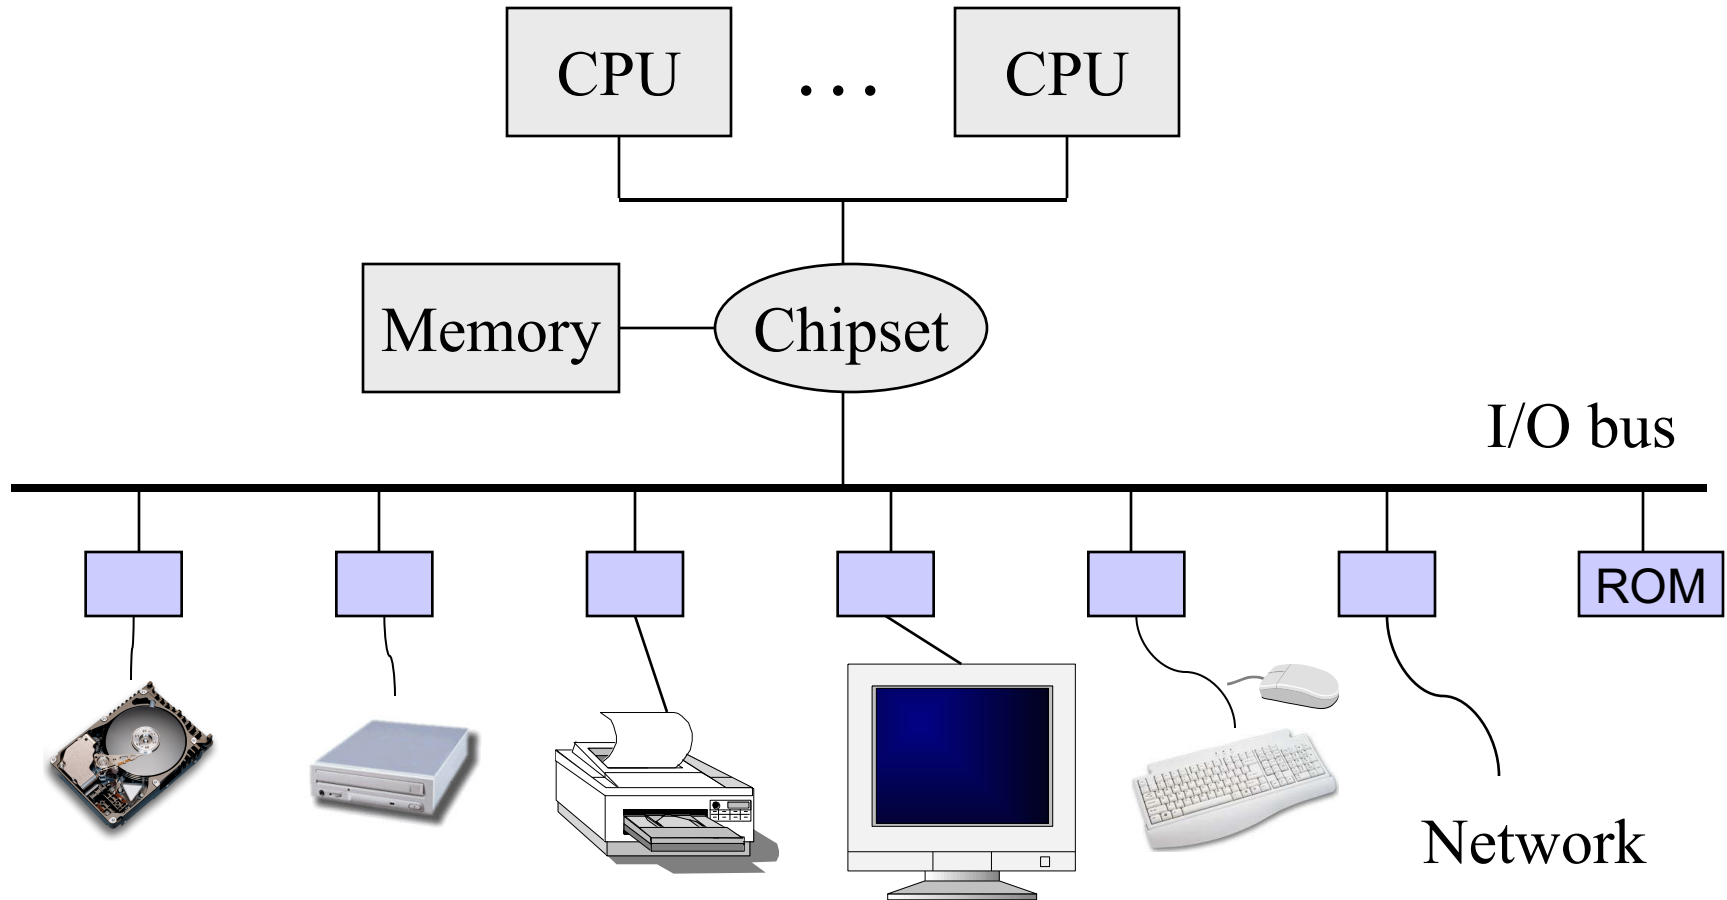 CPU ... CPU
Memory
Chipset
I/O bus
ROM
Network